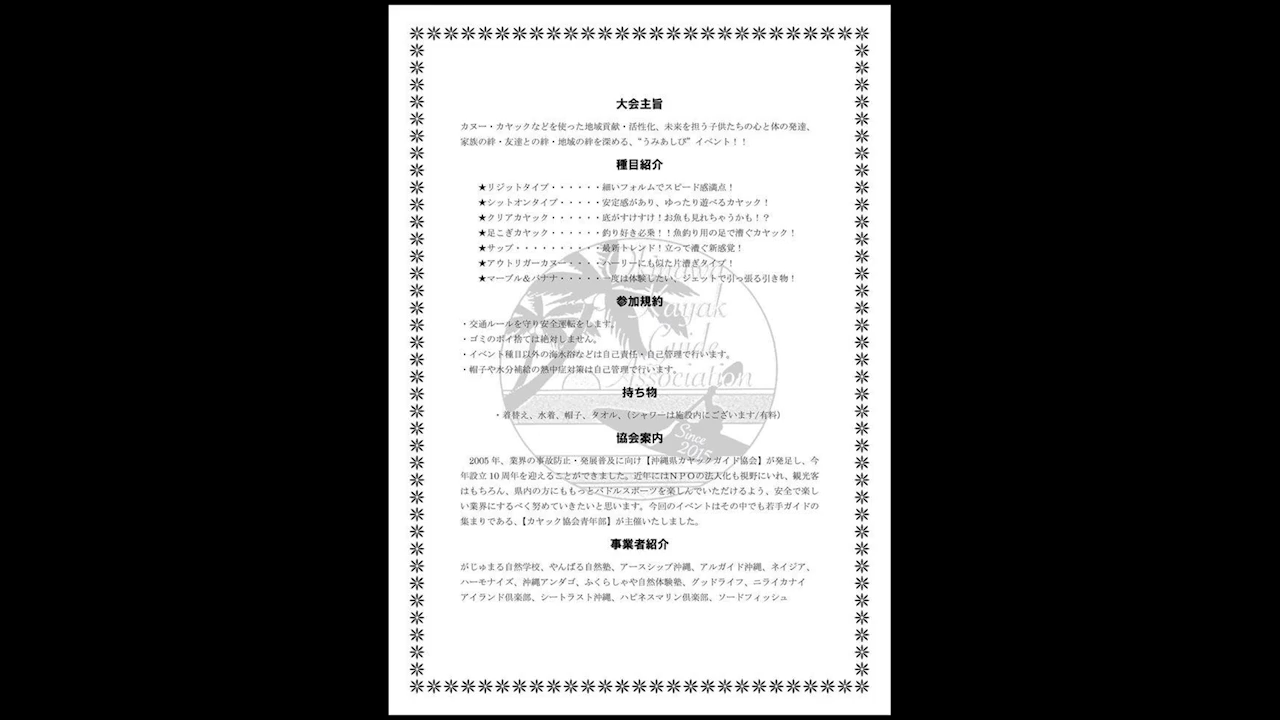 大会主旨
カヌー・カヤックなどを使った地域貢献・活性化、未来を担う子供たちの心と体の発達、
家族の絆・友達との絆・地域の絆を深める、“うみあしび”イベント！！
種目紹介
★リジットタイプ・・・・・・細いフォルムでスピード感満点！
★シットオンタイプ・・・・・安定感があり、ゆったり遊べるカヤック！
★クリアカヤック・・・・・・底がすけすけ！お魚も見れちゃうかも！？
★足こぎカヤック・・・・・・釣り好き必乗！！魚釣り用の足で漕ぐカヤック！
★サップ・・・・・・・・・・最新トレンド！立って漕ぐ新感覚！
★アウトリガーカヌー・・・・ハーリーにも似た片漕ぎタイプ！
★マーブル＆バナナ・・・・・一度は体験したい、ジェットで引っ張る引き物！
参加規約
・交通ルールを守り安全運転をします。
・ゴミのポイ捨ては絶対しません。
・イベント種目以外の海水浴などは自己責任・自己管理で行います。
・帽子や水分補給の熱中症対策は自己管理で行います。
持ち物
・着替え、水着、帽子、タオル、（シャワーは施設内にございます/有料）
協会案内
2005年、業界の事故防止・発展普及に向け【沖縄県カヤックガイド協会】が発足し、今
年設立10周年を迎えることができました。近年にはＮＰＯの法人化も視野にいれ、観光客
はもちろん、県内の方にももっとパドルスポーツを楽しんでいただけるよう、安全で楽し
い業界にするべく努めていきたいと思います。今回のイベントはその中でも若手ガイドの
集まりである、【カヤック協会青年部】が主催いたしました。
事業者紹介
がじゅまる自然学校、やんばる自然塾、アースシップ沖縄、アルガイド沖縄、ネイジア、
ハーモナイズ、沖縄アンダゴ、ふくらしゃや自然体験塾、グッドライフ、ニライカナイ
アイランド倶楽部、シートラスト沖縄、ハピネスマリン倶楽部、ソードフィッシュ
Okinawa
Kayak
Guide
Association
Since
2015